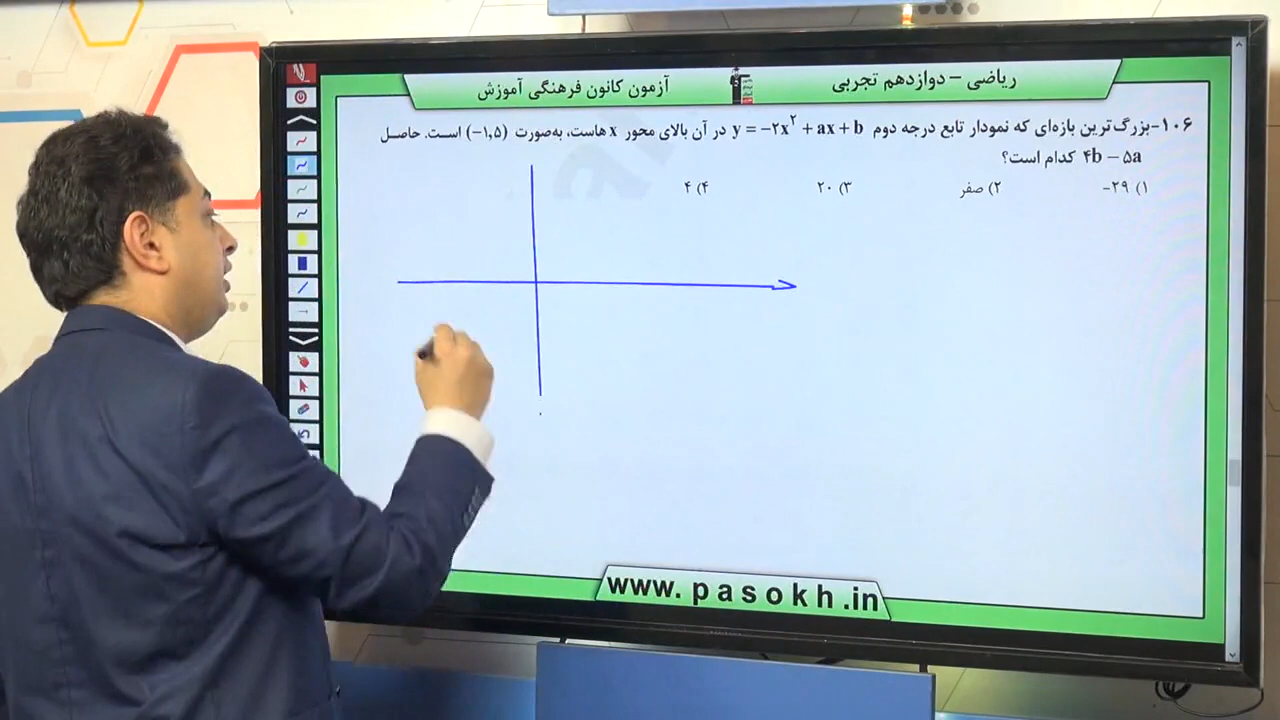 ریاضی – دوازدهم تجربی
آزمون کانون فرهنگی آموزش
۱۰۶-بزرگ‌ترین بازه‌ای که نمودار تابع درجه دوم y = -۲x² + ax + b در آن بالای محور x هاست، به‌صورت (-۱,۵) است. حاصل
۴b - ۵a کدام است؟
۱) -۲۹ ۲) صفر ۳) ۲۰ ۴) ۴
www.pasokh.in